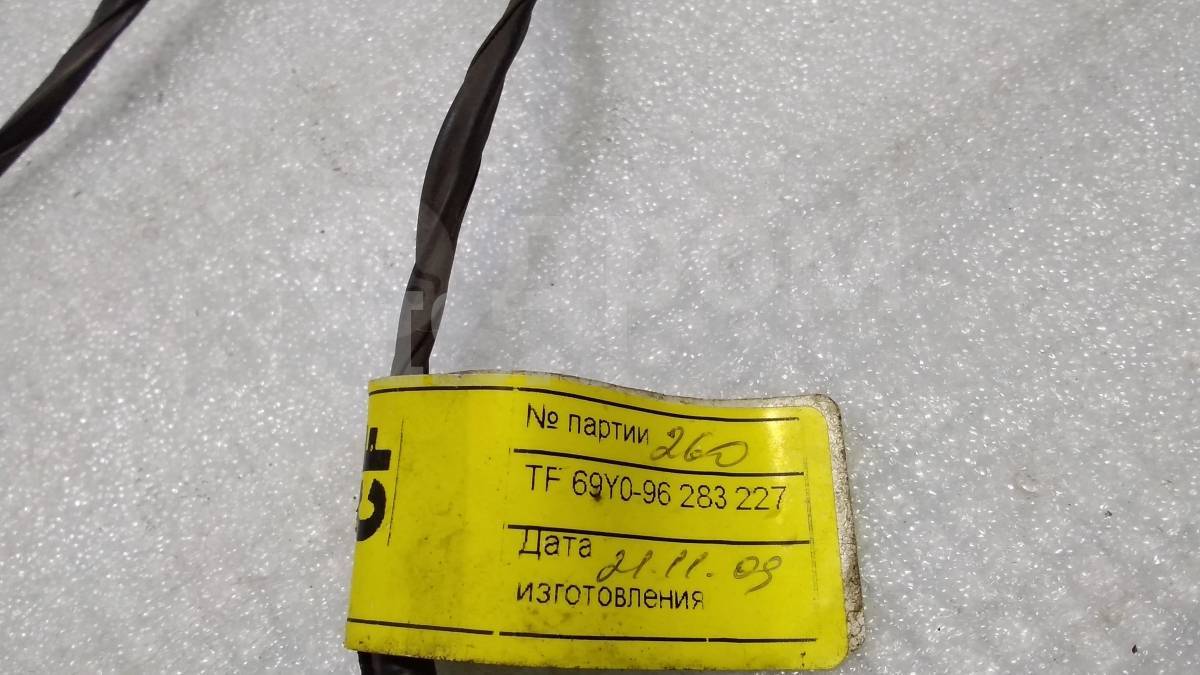 № партии 260
TF 69Y0-96 283 227
Дата 21.11.09
изготовления